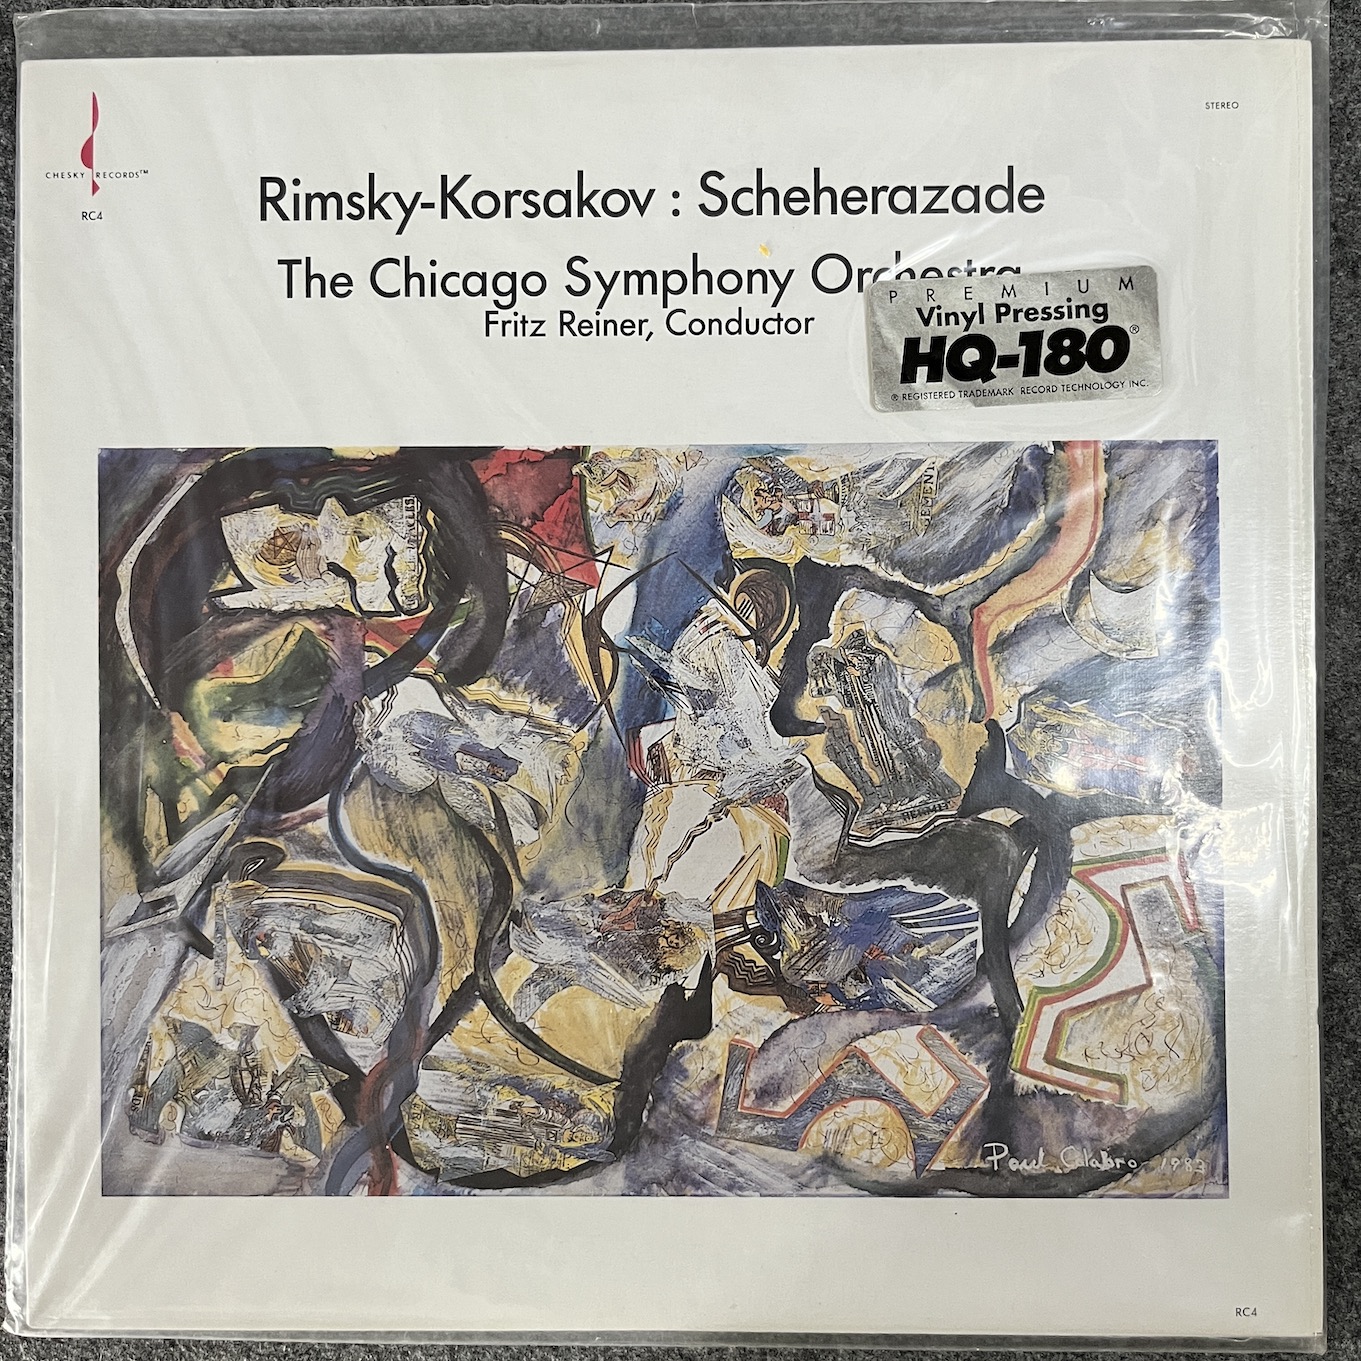 STEREO
CHESKY RECORDS™
RC4
Rimsky-Korsakov : Scheherazade
The Chicago Symphony Orchestra
Fritz Reiner, Conductor
PREMIUM
Vinyl Pressing
HQ-180®
® REGISTERED TRADEMARK RECORD TECHNOLOGY INC.
Paul Calabro 1983
RC4